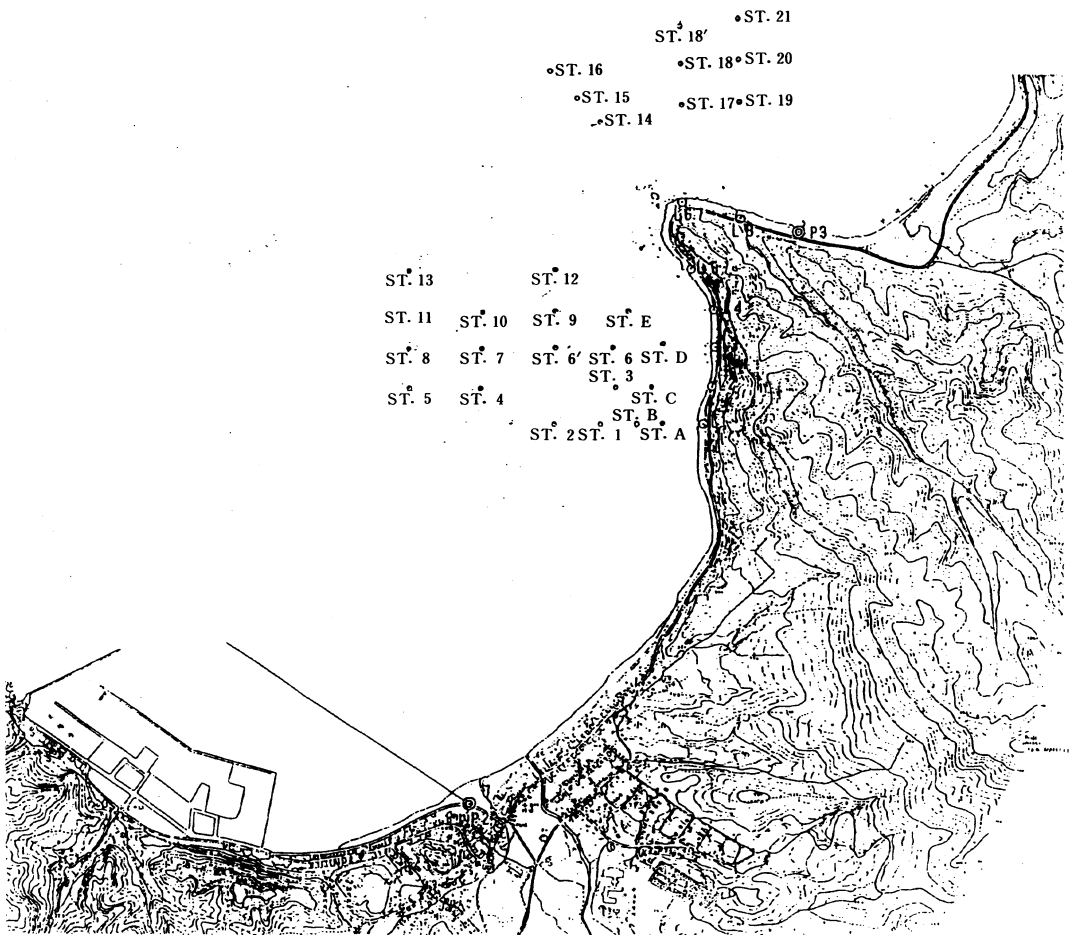 ST. 21
ST. 18′
ST. 18 ST. 20
ST. 16
ST. 15
ST. 17 ST. 19
ST. 14
L 8 P3
ST. 13 ST. 12
ST. 11 ST. 10 ST. 9 ST. E
ST. 8 ST. 7 ST. 6′ ST. 6 ST. D
ST. 3
ST. 5 ST. 4 ST. C
ST. B
ST. 2 ST. 1 ST. A
P2